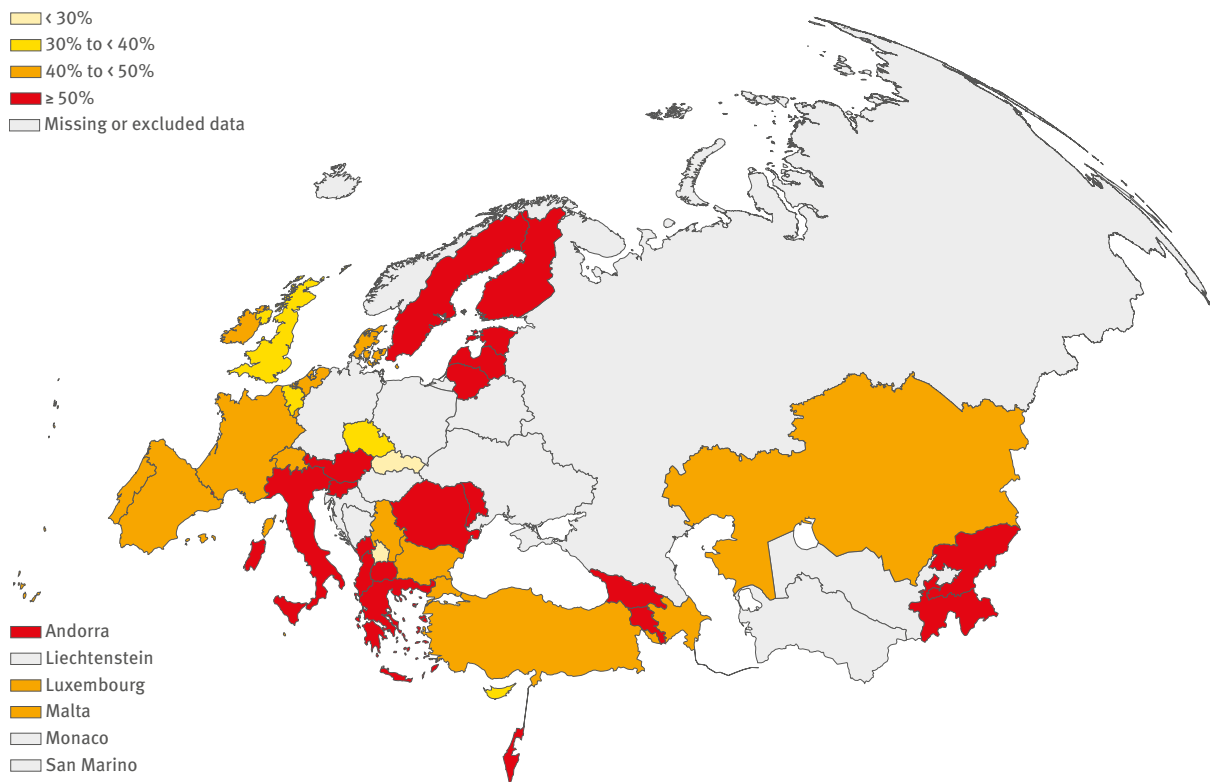 ‹ 30%
30% to ‹ 40%
40% to ‹ 50%
≥ 50%
Missing or excluded data
Andorra
Liechtenstein
Luxembourg
Malta
Monaco
San Marino